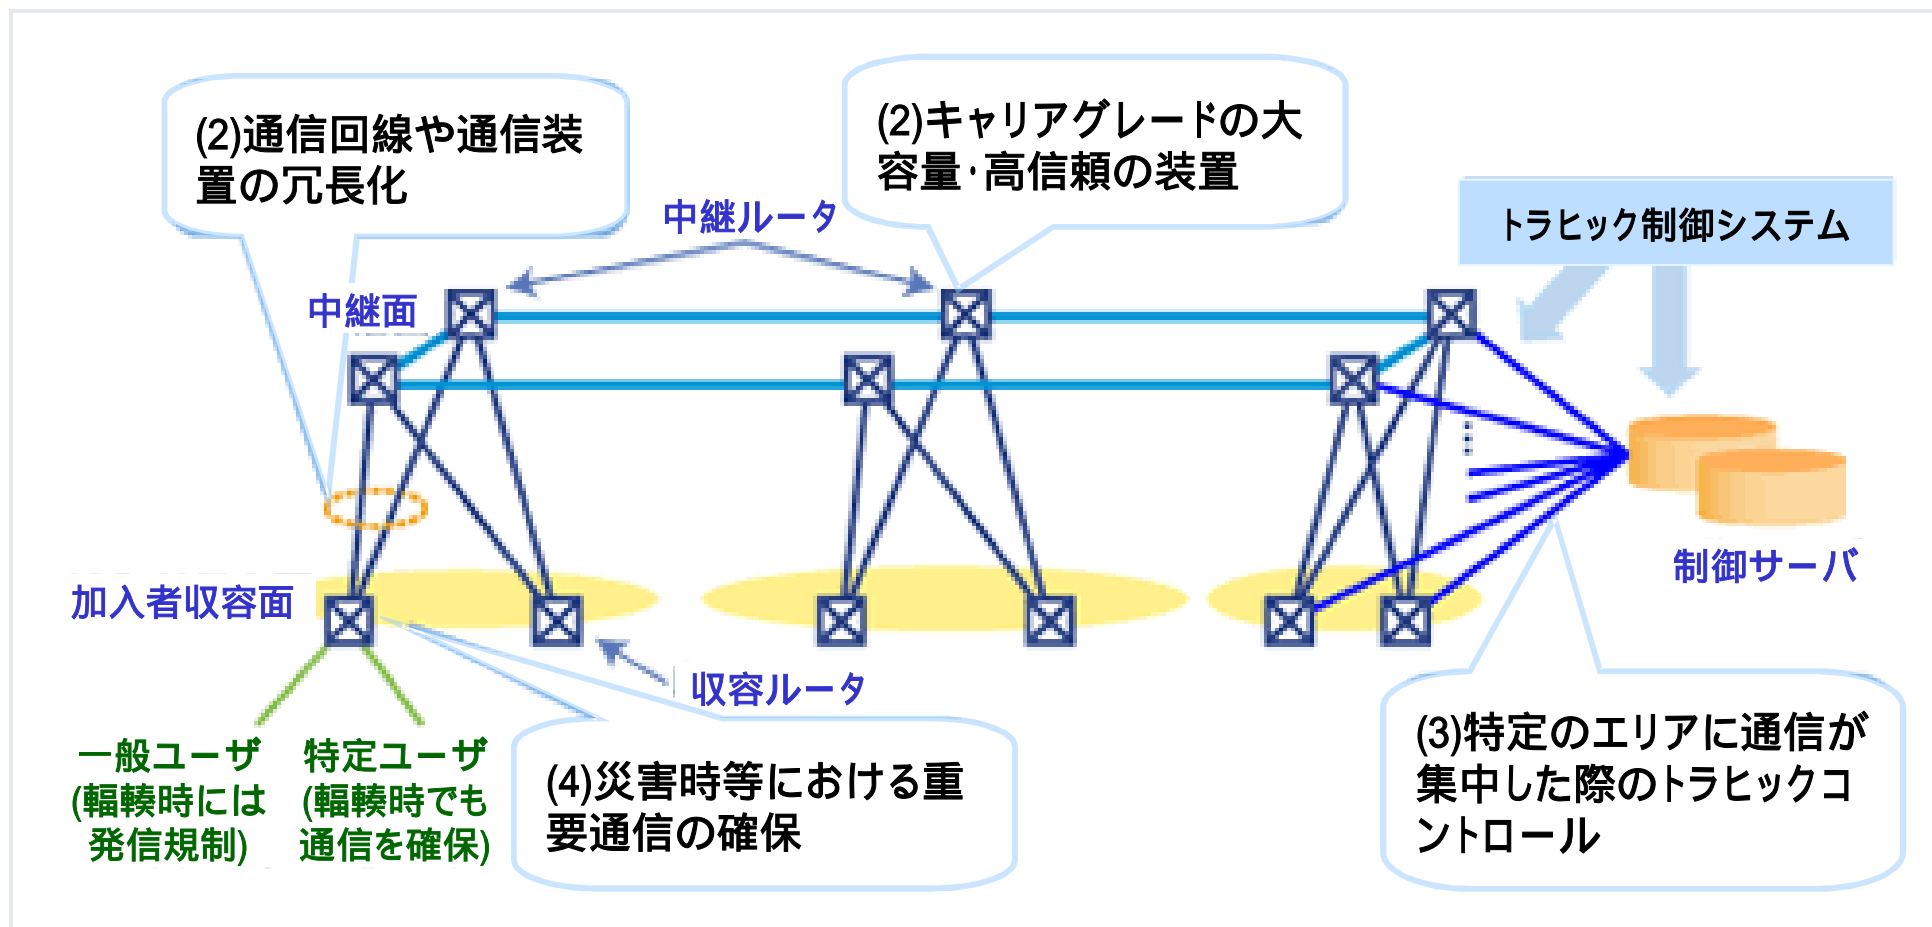 (2)通信回線や通信装
置の冗長化
(2)キャリアグレードの大
容量・高信頼の装置
中継ルータ
トラヒック制御システム
中継面
制御サーバ
加入者収容面
収容ルータ
一般ユーザ
(輻輳時には
発信規制)
特定ユーザ
(輻輳時でも
通信を確保)
(4)災害時等における重
要通信の確保
(3)特定のエリアに通信が
集中した際のトラヒックコ
ントロール